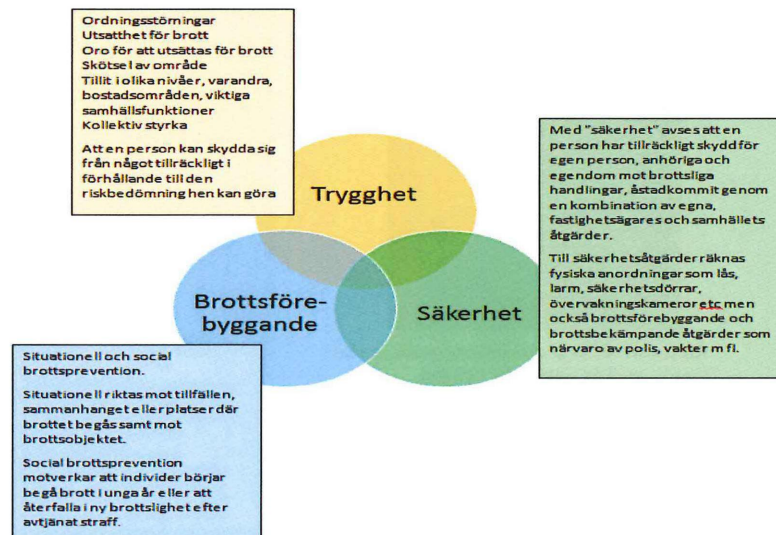 Ordningsstörningar
Utsatthet för brott
Oro för att utsättas för brott
Skötsel av område
Tillit i olika nivåer, varandra,
bostadsområden, viktiga
samhällsfunktioner
Kollektiv styrka
Att en person kan skydda sig
från något tillräckligt i
förhållande till den
riskbedömning hen kan göra
Trygghet
Med "säkerhet" avses att en
person har tillräckligt skydd för
egen person, anhöriga och
egendom mot brottsliga
handlingar, åstadkommit genom
en kombination av egna,
fastighetsägares och samhällets
åtgärder.
Till säkerhetsåtgärder räknas
fysiska anordningar som lås,
larm, säkerhetsdörrar,
övervakningskameror etc men
också brottsförebyggande och
brottsbekämpande åtgärder som
närvaro av polis, vakter m fl.
Brottsföre-
byggande
Säkerhet
Situationell och social
brottsprevention.
Situationell riktas mot tillfällen,
sammanhanget eller platser där
brottet begås samt mot
brottsobjektet.
Social brottsprevention
motverkar att individer börjar
begå brott i unga år eller att
återfalla i ny brottslighet efter
avtjänat straff.